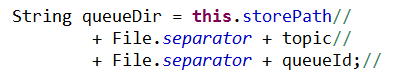 String queueDir = this.storePath//
+ File.separator + topic//
+ File.separator + queueId;//